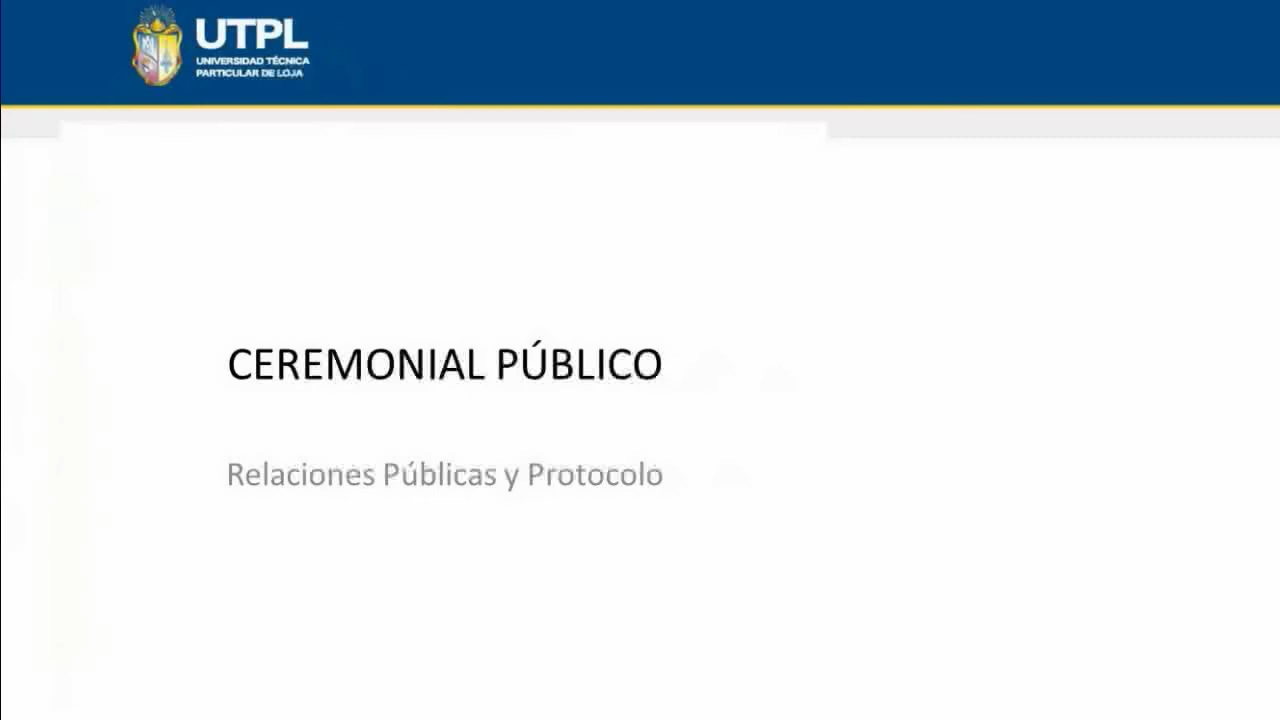 UTPL
UNIVERSIDAD TÉCNICA
PARTICULAR DE LOJA
CEREMONIAL PÚBLICO
Relaciones Públicas y Protocolo